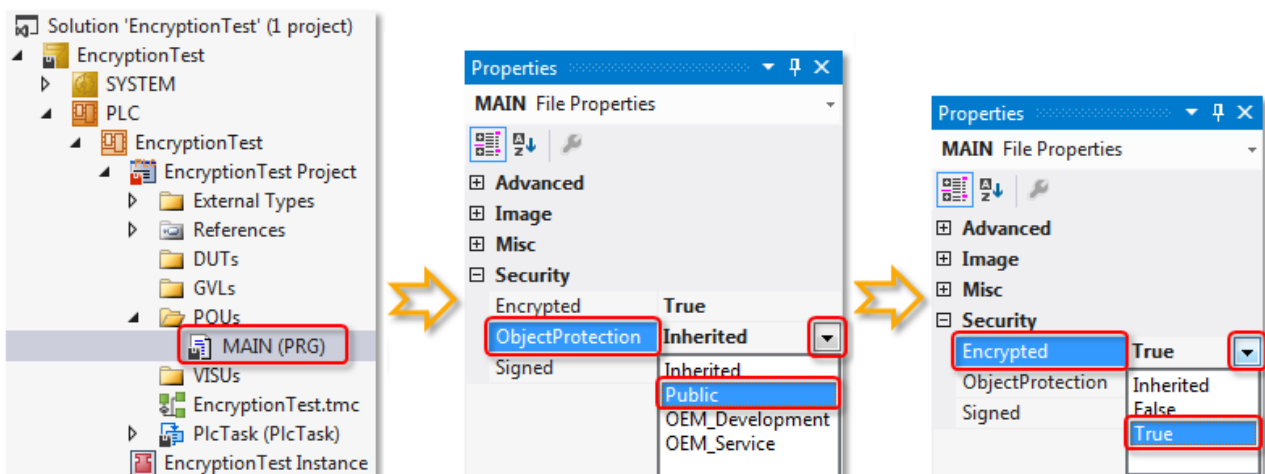 Solution 'EncryptionTest' (1 project)
EncryptionTest
SYSTEM
PLC
EncryptionTest
EncryptionTest Project
External Types
References
DUTs
GVLs
POUs
MAIN (PRG)
VISUs
EncryptionTest.tmc
PlcTask (PlcTask)
EncryptionTest Instance
Properties
MAIN File Properties
Advanced
Image
Misc
Security
Encrypted True
ObjectProtection Inherited
Signed
Inherited
Public
OEM_Development
OEM_Service
Properties
MAIN File Properties
Advanced
Image
Misc
Security
Encrypted True
ObjectProtection
Signed
Inherited
False
True